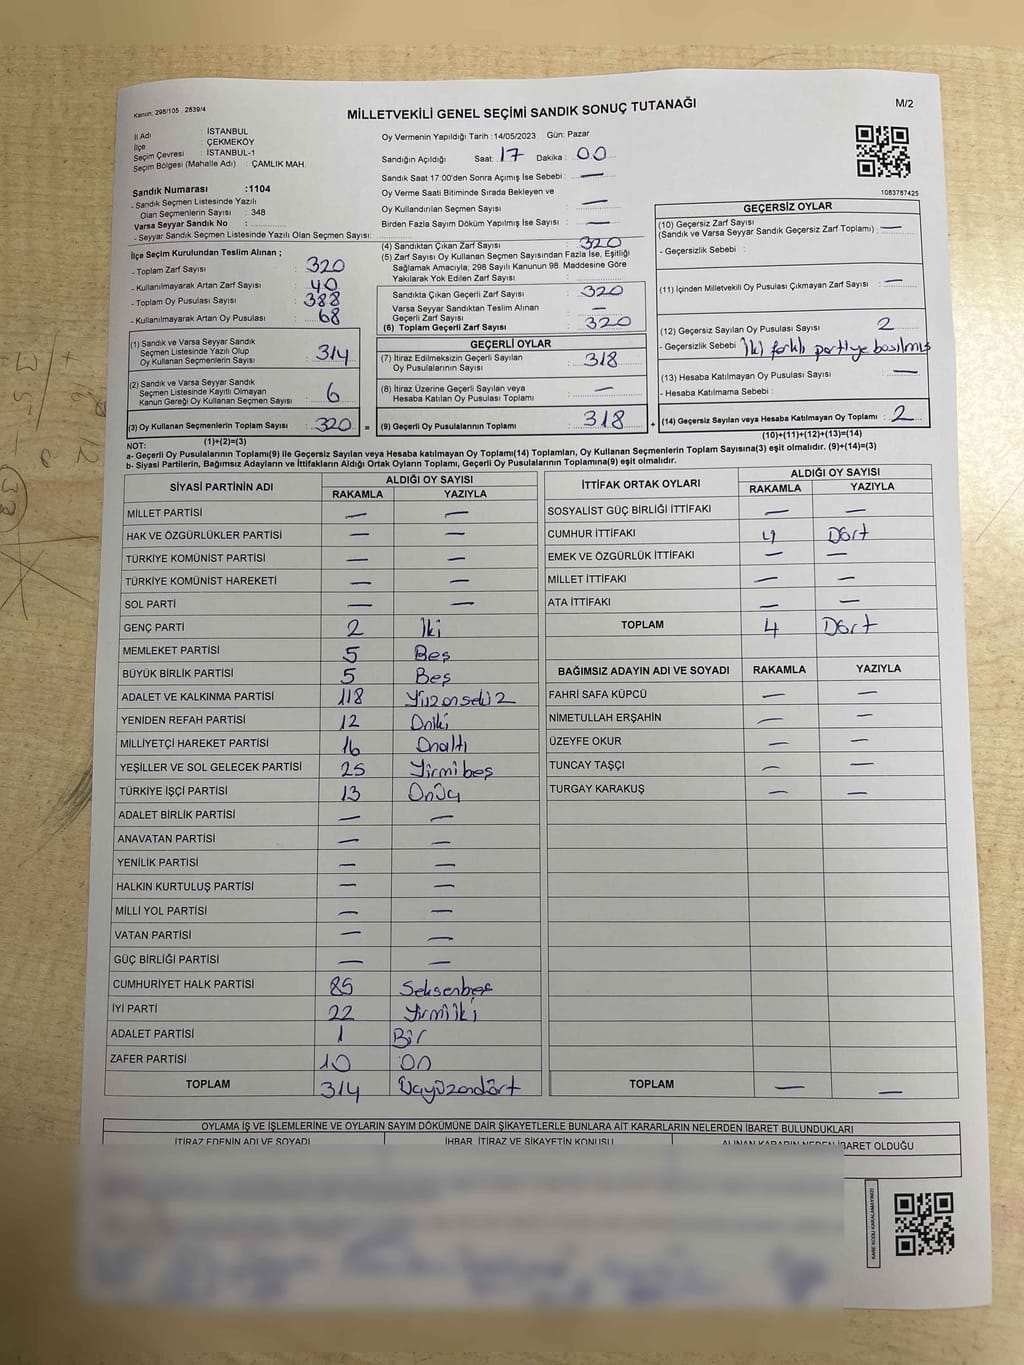 Kanun: 298/105 , 2839/4
MİLLETVEKİLİ GENEL SEÇİMİ SANDIK SONUÇ TUTANAĞI
M/2
İl Adı : İSTANBUL
İlçe : ÇEKMEKÖY
Seçim Çevresi : İSTANBUL-1
Seçim Bölgesi (Mahalle Adı) : ÇAMLIK MAH.
Oy Vermenin Yapıldığı Tarih :14/05/2023 Gün: Pazar
Sandığın Açıldığı Saat: 17 Dakika : 00
Sandık Saat 17:00'den Sonra Açımış İse Sebebi : —
Oy Verme Saati Bitiminde Sırada Bekleyen ve
Oy Kullandırılan Seçmen Sayısı : —
Birden Fazla Sayım Döküm Yapılmış İse Sayısı : —
1083787425
Sandık Numarası :1104
- Sandık Seçmen Listesinde Yazılı
Olan Seçmenlerin Sayısı : 348
Varsa Seyyar Sandık No :
- Seyyar Sandık Seçmen Listesinde Yazılı Olan Seçmen Sayısı:
İlçe Seçim Kurulundan Teslim Alınan ;
- Toplam Zarf Sayısı : 320
- Kullanılmayarak Artan Zarf Sayısı : 40
- Toplam Oy Pusulası Sayısı : 388
- Kullanılmayarak Artan Oy Pusulası : 68
(1) Sandık ve Varsa Seyyar Sandık
Seçmen Listesinde Yazılı Olup
Oy Kullanan Seçmenlerin Sayısı : 314
(2) Sandık ve Varsa Seyyar Sandık
Seçmen Listesinde Kayıtlı Olmayan
Kanun Gereği Oy Kullanan Seçmen Sayısı : 6
(3) Oy Kullanan Seçmenlerin Toplam Sayısı : 320 =
(1)+(2)=(3)
(4) Sandıktan Çıkan Zarf Sayısı : 320
(5) Zarf Sayısı Oy Kullanan Seçmen Sayısından Fazla İse, Eşitliği
Sağlamak Amacıyla; 298 Sayılı Kanunun 98. Maddesine Göre
Yakılarak Yok Edilen Zarf Sayısı :
Sandıkta Çıkan Geçerli Zarf Sayısı : 320
Varsa Seyyar Sandıktan Teslim Alınan
Geçerli Zarf Sayısı : —
(6) Toplam Geçerli Zarf Sayısı : 320
GEÇERLİ OYLAR
(7) İtiraz Edilmeksizin Geçerli Sayılan
Oy Pusulalarının Sayısı : 318
(8) İtiraz Üzerine Geçerli Sayılan veya
Hesaba Katılan Oy Pusulası Toplamı : —
(9) Geçerli Oy Pusulalarının Toplamı : 318 +
GEÇERSİZ OYLAR
(10) Geçersiz Zarf Sayısı
(Sandık ve Varsa Seyyar Sandık Geçersiz Zarf Toplamı) : —
- Geçersizlik Sebebi :
(11) İçinden Milletvekili Oy Pusulası Çıkmayan Zarf Sayısı : —
(12) Geçersiz Sayılan Oy Pusulası Sayısı : 2
- Geçersizlik Sebebi : İki farklı partiye basılmış
(13) Hesaba Katılmayan Oy Pusulası Sayısı : —
- Hesaba Katılmama Sebebi :
(14) Geçersiz Sayılan veya Hesaba Katılmayan Oy Toplamı : 2
(10)+(11)+(12)+(13)=(14)
NOT:
a- Geçerli Oy Pusulalarının Toplamı(9) ile Geçersiz Sayılan veya Hesaba katılmayan Oy Toplamı(14) Toplamları, Oy Kullanan Seçmenlerin Toplam Sayısına(3) eşit olmalıdır. (9)+(14)=(3)
b- Siyasi Partilerin, Bağımsız Adayların ve İttifakların Aldığı Ortak Oyların Toplamı, Geçerli Oy Pusulalarının Toplamına(9) eşit olmalıdır.
SİYASİ PARTİNİN ADI ALDIĞI OY SAYISI
RAKAMLA YAZIYLA
MİLLET PARTİSİ — —
HAK VE ÖZGÜRLÜKLER PARTİSİ — —
TÜRKİYE KOMÜNİST PARTİSİ — —
TÜRKİYE KOMÜNİST HAREKETİ — —
SOL PARTİ — —
GENÇ PARTİ 2 İki
MEMLEKET PARTİSİ 5 Beş
BÜYÜK BİRLİK PARTİSİ 5 Beş
ADALET VE KALKINMA PARTİSİ 118 Yüzonsekiz
YENİDEN REFAH PARTİSİ 12 Oniki
MİLLİYETÇİ HAREKET PARTİSİ 16 Onaltı
YEŞİLLER VE SOL GELECEK PARTİSİ 25 Yirmibeş
TÜRKİYE İŞÇİ PARTİSİ 13 Onüç
ADALET BİRLİK PARTİSİ — —
ANAVATAN PARTİSİ — —
YENİLİK PARTİSİ — —
HALKIN KURTULUŞ PARTİSİ — —
MİLLİ YOL PARTİSİ — —
VATAN PARTİSİ — —
GÜÇ BİRLİĞİ PARTİSİ — —
CUMHURİYET HALK PARTİSİ 85 Seksenbeş
İYİ PARTİ 22 Yirmiiki
ADALET PARTİSİ 1 Bir
ZAFER PARTİSİ 10 On
TOPLAM 314 Üçyüzondört
İTTİFAK ORTAK OYLARI ALDIĞI OY SAYISI
RAKAMLA YAZIYLA
SOSYALİST GÜÇ BİRLİĞİ İTTİFAKI — —
CUMHUR İTTİFAKI 4 Dört
EMEK VE ÖZGÜRLÜK İTTİFAKI — —
MİLLET İTTİFAKI — —
ATA İTTİFAKI — —
TOPLAM 4 Dört
BAĞIMSIZ ADAYIN ADI VE SOYADI RAKAMLA YAZIYLA
FAHRİ SAFA KÜPCÜ — —
NİMETULLAH ERŞAHİN — —
ÜZEYFE OKUR — —
TUNCAY TAŞÇI — —
TURGAY KARAKUŞ — —
TOPLAM — —
OYLAMA İŞ VE İŞLEMLERİNE VE OYLARIN SAYIM DÖKÜMÜNE DAİR ŞİKAYETLERLE BUNLARA AİT KARARLARIN NELERDEN İBARET BULUNDUKLARI
İTİRAZ EDENİN ADI VE SOYADI İHBAR, İTİRAZ VE ŞİKAYETİN KONUSU ALINAN KARARIN NEDEN İBARET OLDUĞU
KARE KODU KARALAMAYINIZ!